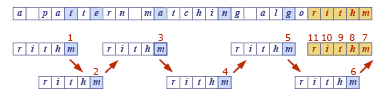 a pattern matching algorithm
1 3 5 11 10 9 8 7
rithm rithm rithm
2 4 6
rithm rithm rithm